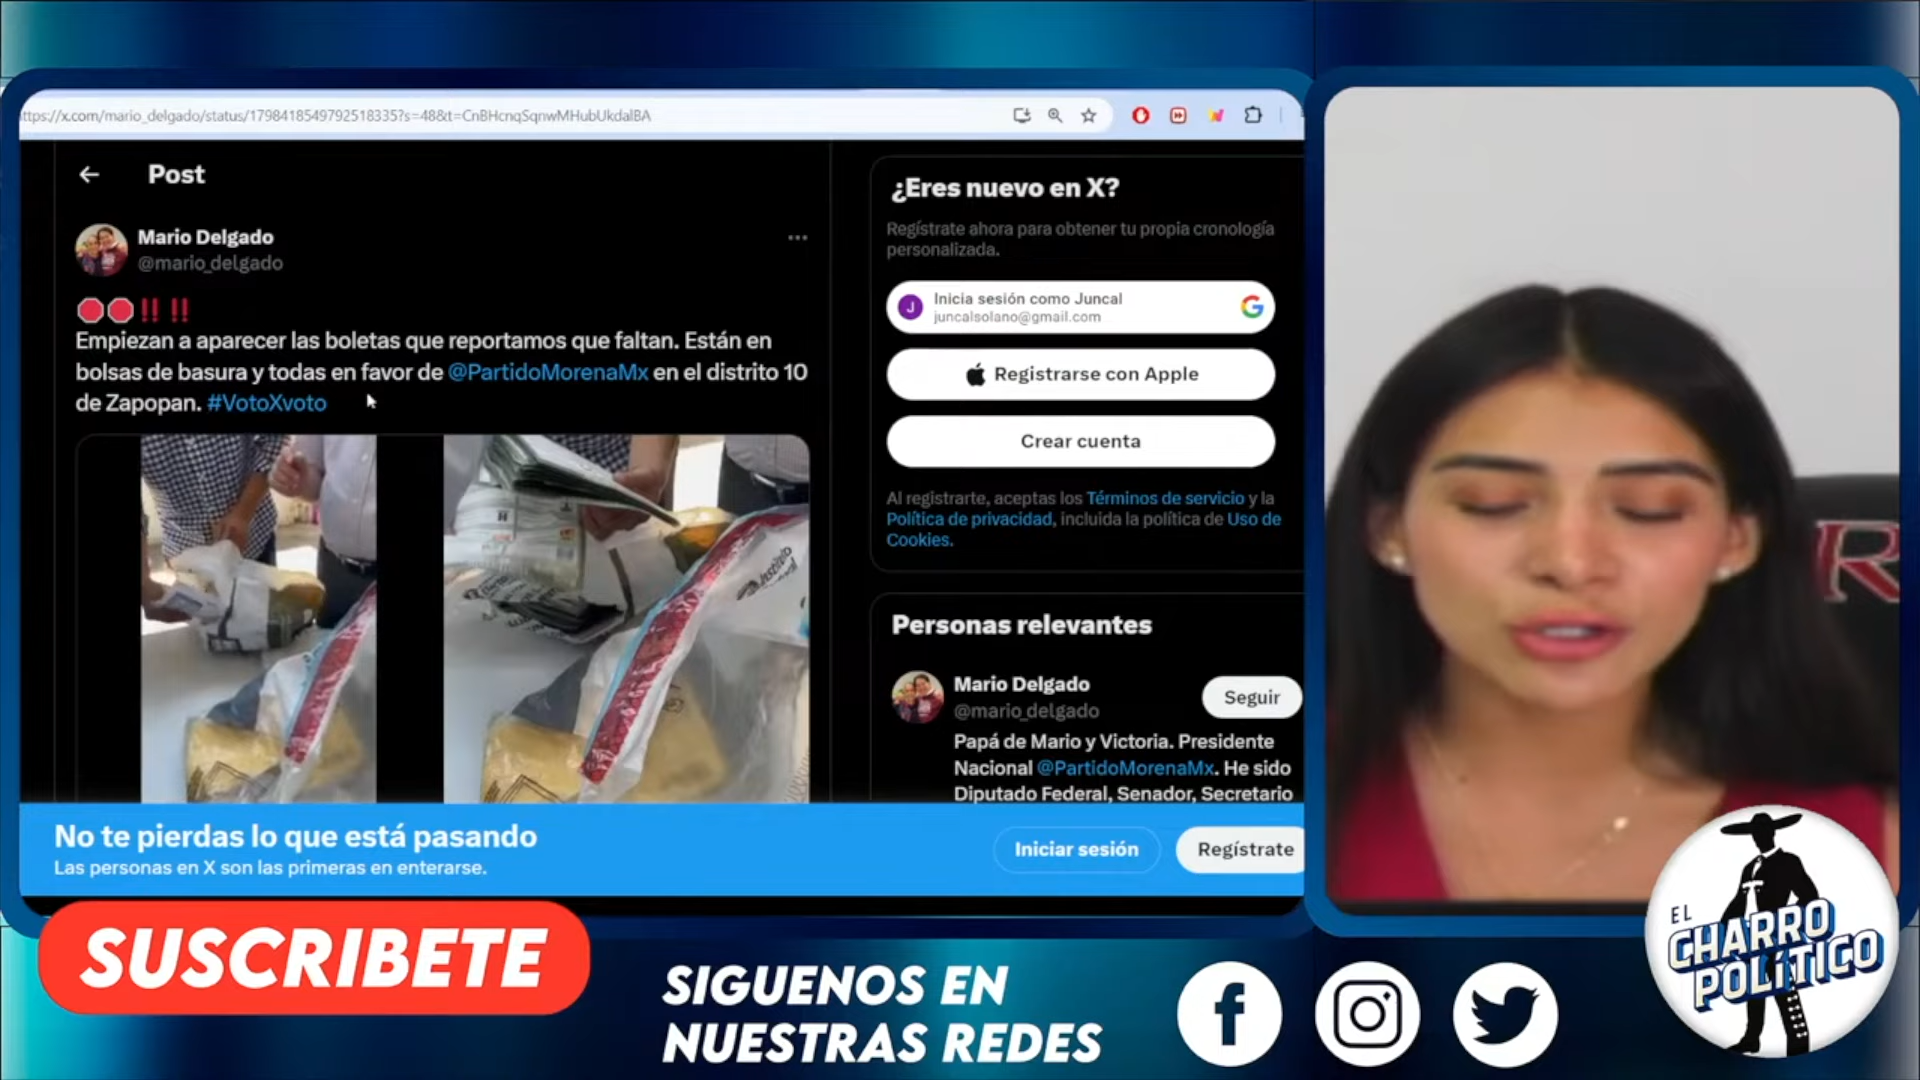 ttps://x.com/mario_delgado/status/1798418549792518335?s=48&t=CnBHcnqSqnwMHubUkdalBA
Post
Mario Delgado
@mario_delgado
🛑🛑‼️‼️
Empiezan a aparecer las boletas que reportamos que faltan. Están en
bolsas de basura y todas en favor de @PartidoMorenaMx en el distrito 10
de Zapopan. #VotoXvoto
¿Eres nuevo en X?
Regístrate ahora para obtener tu propia cronología
personalizada.
J
Inicia sesión como Juncal
juncalsolano@gmail.com
Registrarse con Apple
Crear cuenta
Al registrarte, aceptas los Términos de servicio y la
Política de privacidad, incluida la política de Uso de
Cookies.
Personas relevantes
Mario Delgado
@mario_delgado
Seguir
Papá de Mario y Victoria. Presidente
Nacional @PartidoMorenaMx. He sido
Diputado Federal, Senador, Secretario
No te pierdas lo que está pasando
Las personas en X son las primeras en enterarse.
Iniciar sesión
Regístrate
R
SUSCRIBETE
SIGUENOS EN
NUESTRAS REDES
EL
CHARRO
POLÍTICO